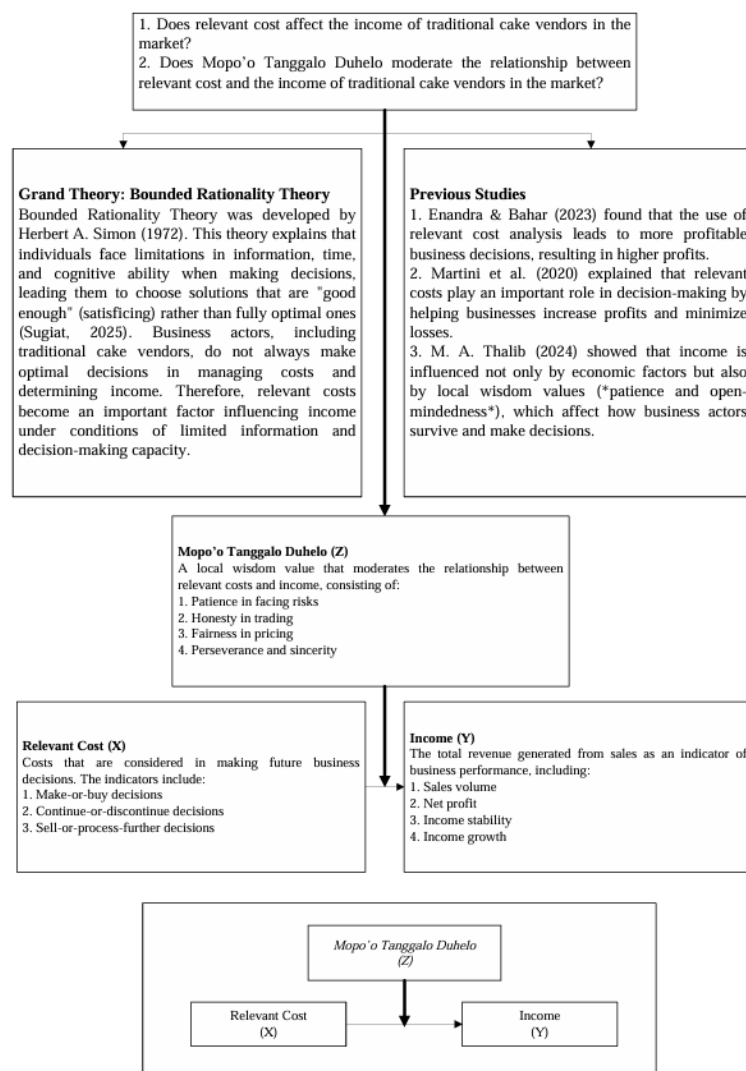 1. Does relevant cost affect the income of traditional cake vendors in the
market?
2. Does Mopo'o Tanggalo Duhelo moderate the relationship between
relevant cost and the income of traditional cake vendors in the market?
Grand Theory: Bounded Rationality Theory
Bounded Rationality Theory was developed by
Herbert A. Simon (1972). This theory explains that
individuals face limitations in information, time,
and cognitive ability when making decisions,
leading them to choose solutions that are "good
enough" (satisficing) rather than fully optimal ones
(Sugiat, 2025). Business actors, including
traditional cake vendors, do not always make
optimal decisions in managing costs and
determining income. Therefore, relevant costs
become an important factor influencing income
under conditions of limited information and
decision-making capacity.
Previous Studies
1. Enandra & Bahar (2023) found that the use of
relevant cost analysis leads to more profitable
business decisions, resulting in higher profits.
2. Martini et al. (2020) explained that relevant
costs play an important role in decision-making by
helping businesses increase profits and minimize
losses.
3. M. A. Thalib (2024) showed that income is
influenced not only by economic factors but also
by local wisdom values (*patience and open-
mindedness*), which affect how business actors
survive and make decisions.
Mopo'o Tanggalo Duhelo (Z)
A local wisdom value that moderates the relationship between
relevant costs and income, consisting of:
1. Patience in facing risks
2. Honesty in trading
3. Fairness in pricing
4. Perseverance and sincerity
Relevant Cost (X)
Costs that are considered in making future business
decisions. The indicators include:
1. Make-or-buy decisions
2. Continue-or-discontinue decisions
3. Sell-or-process-further decisions
Income (Y)
The total revenue generated from sales as an indicator of
business performance, including:
1. Sales volume
2. Net profit
3. Income stability
4. Income growth
Mopo'o Tanggalo Duhelo
(Z)
Relevant Cost
(X)
Income
(Y)